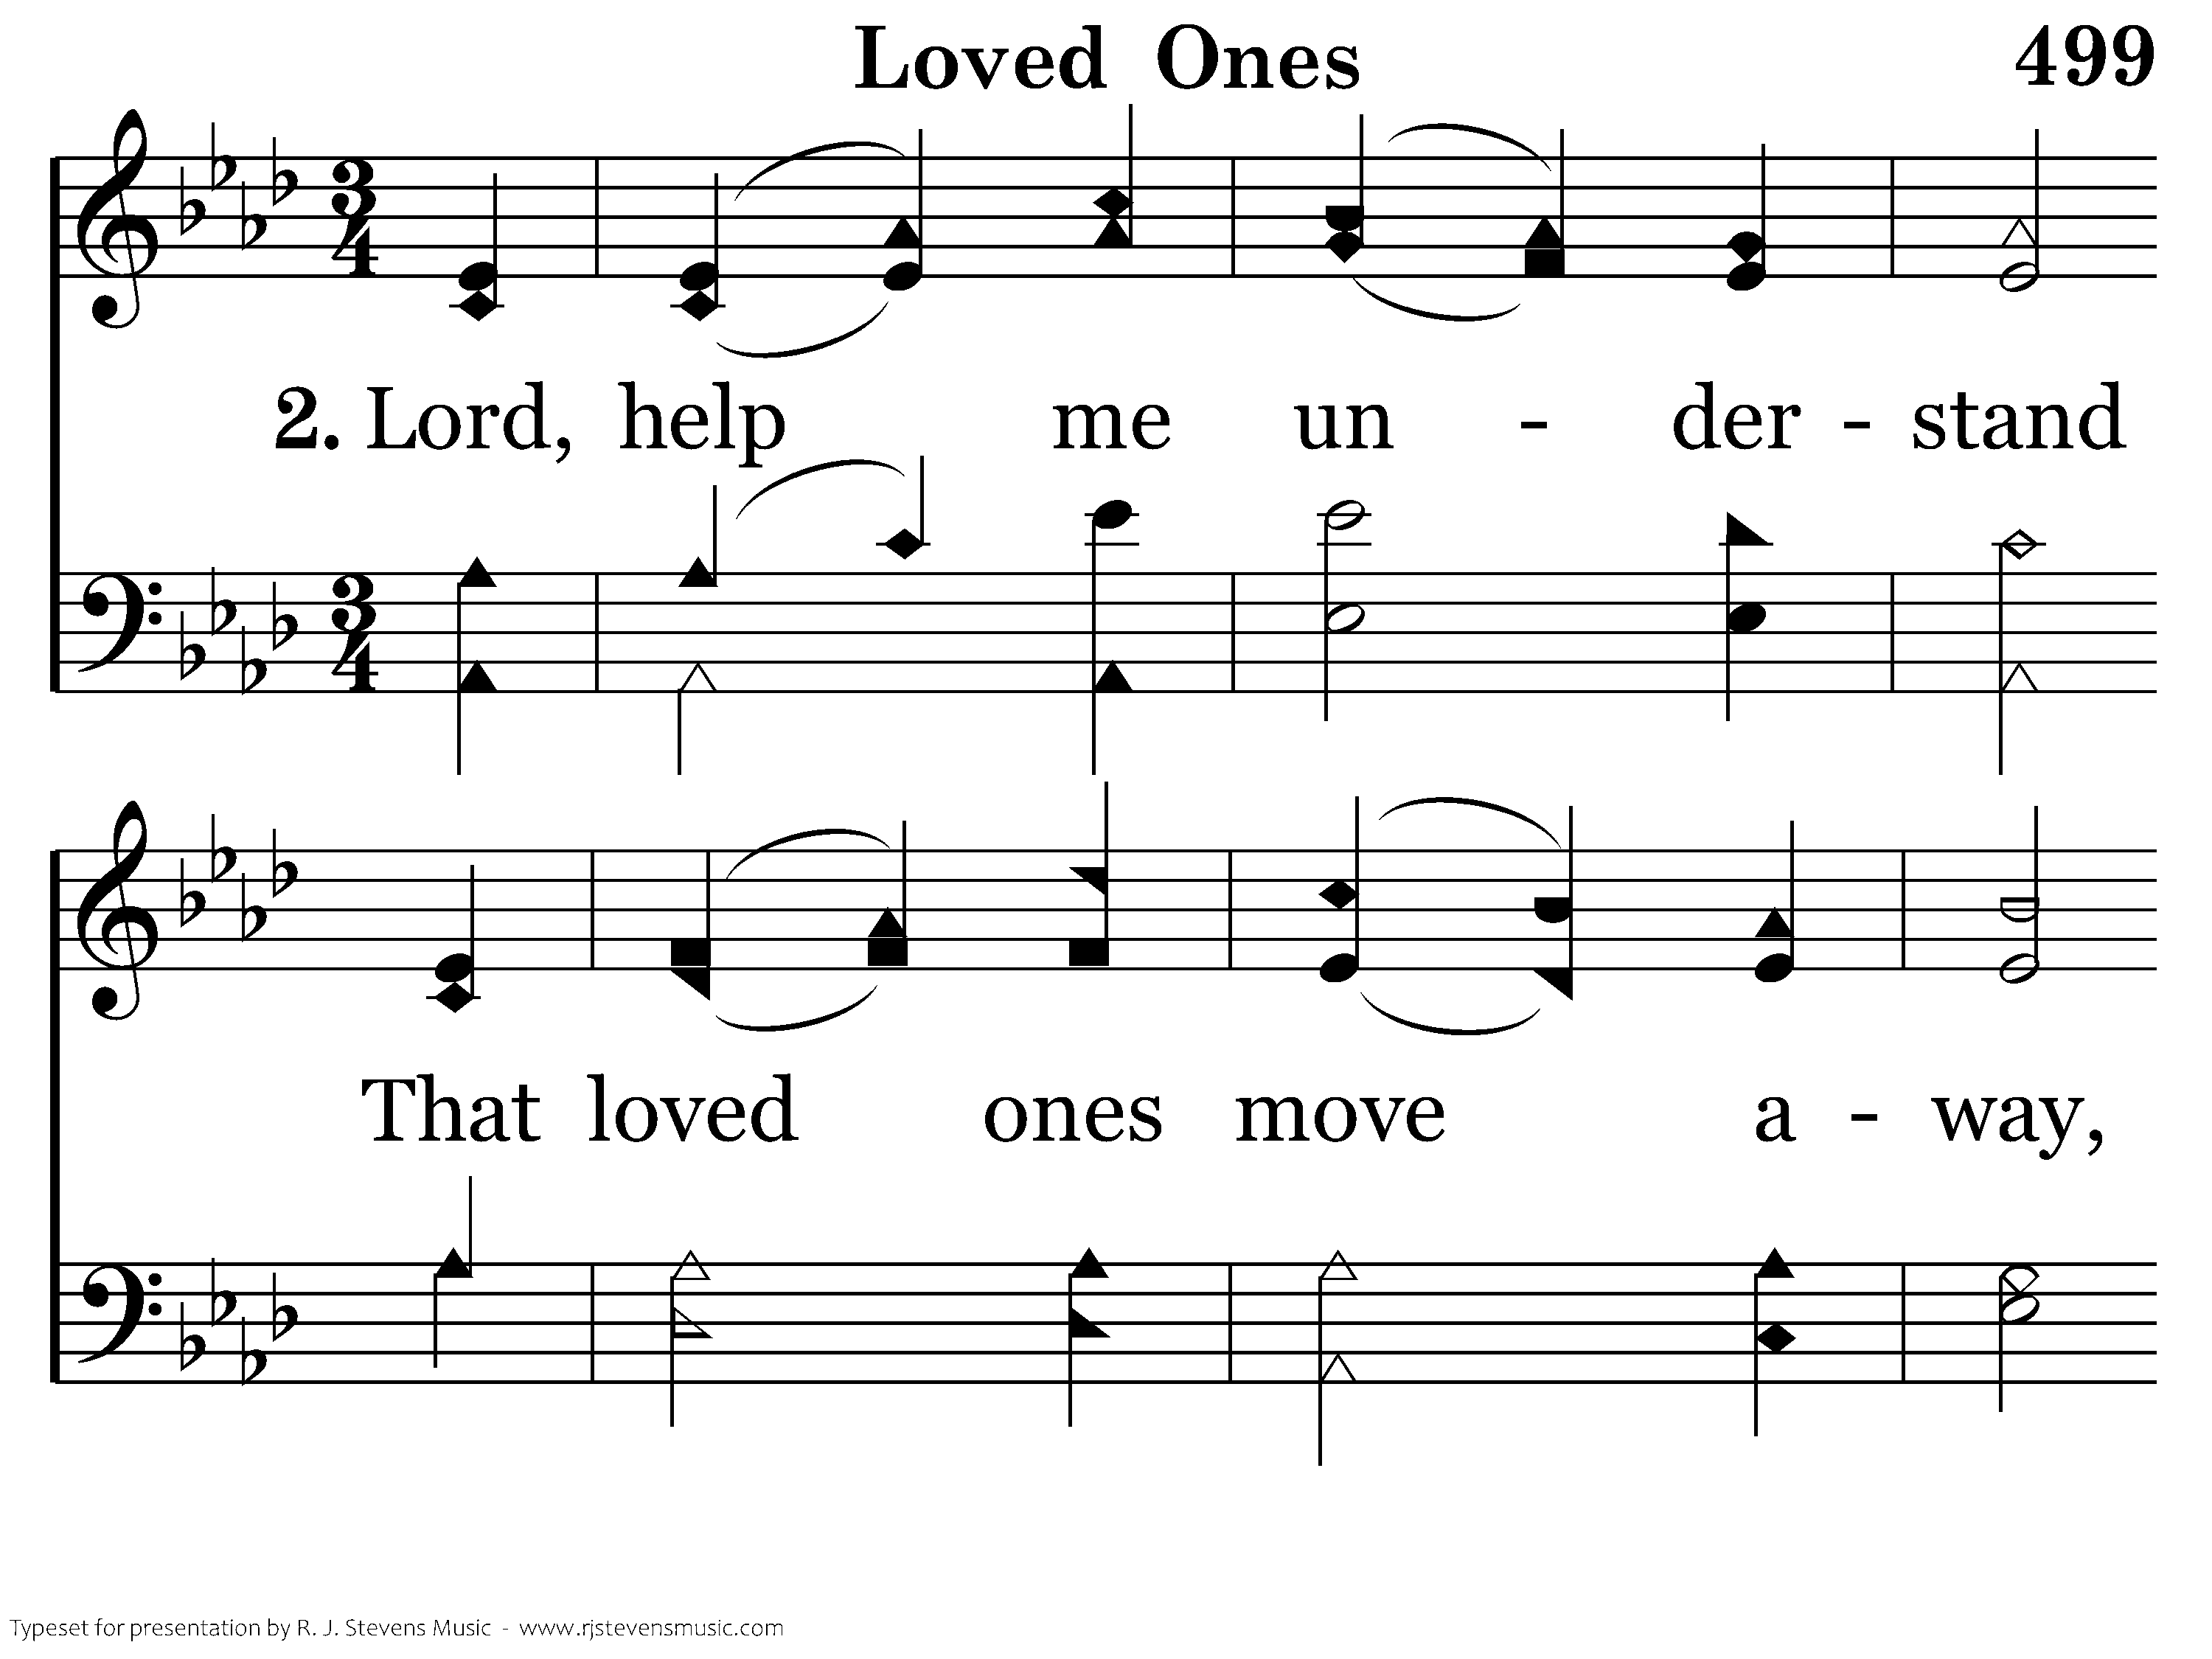 Loved Ones 499
2. Lord, help me un - der - stand
That loved ones move a - way,
Typeset for presentation by R. J. Stevens Music - www.rjstevensmusic.com